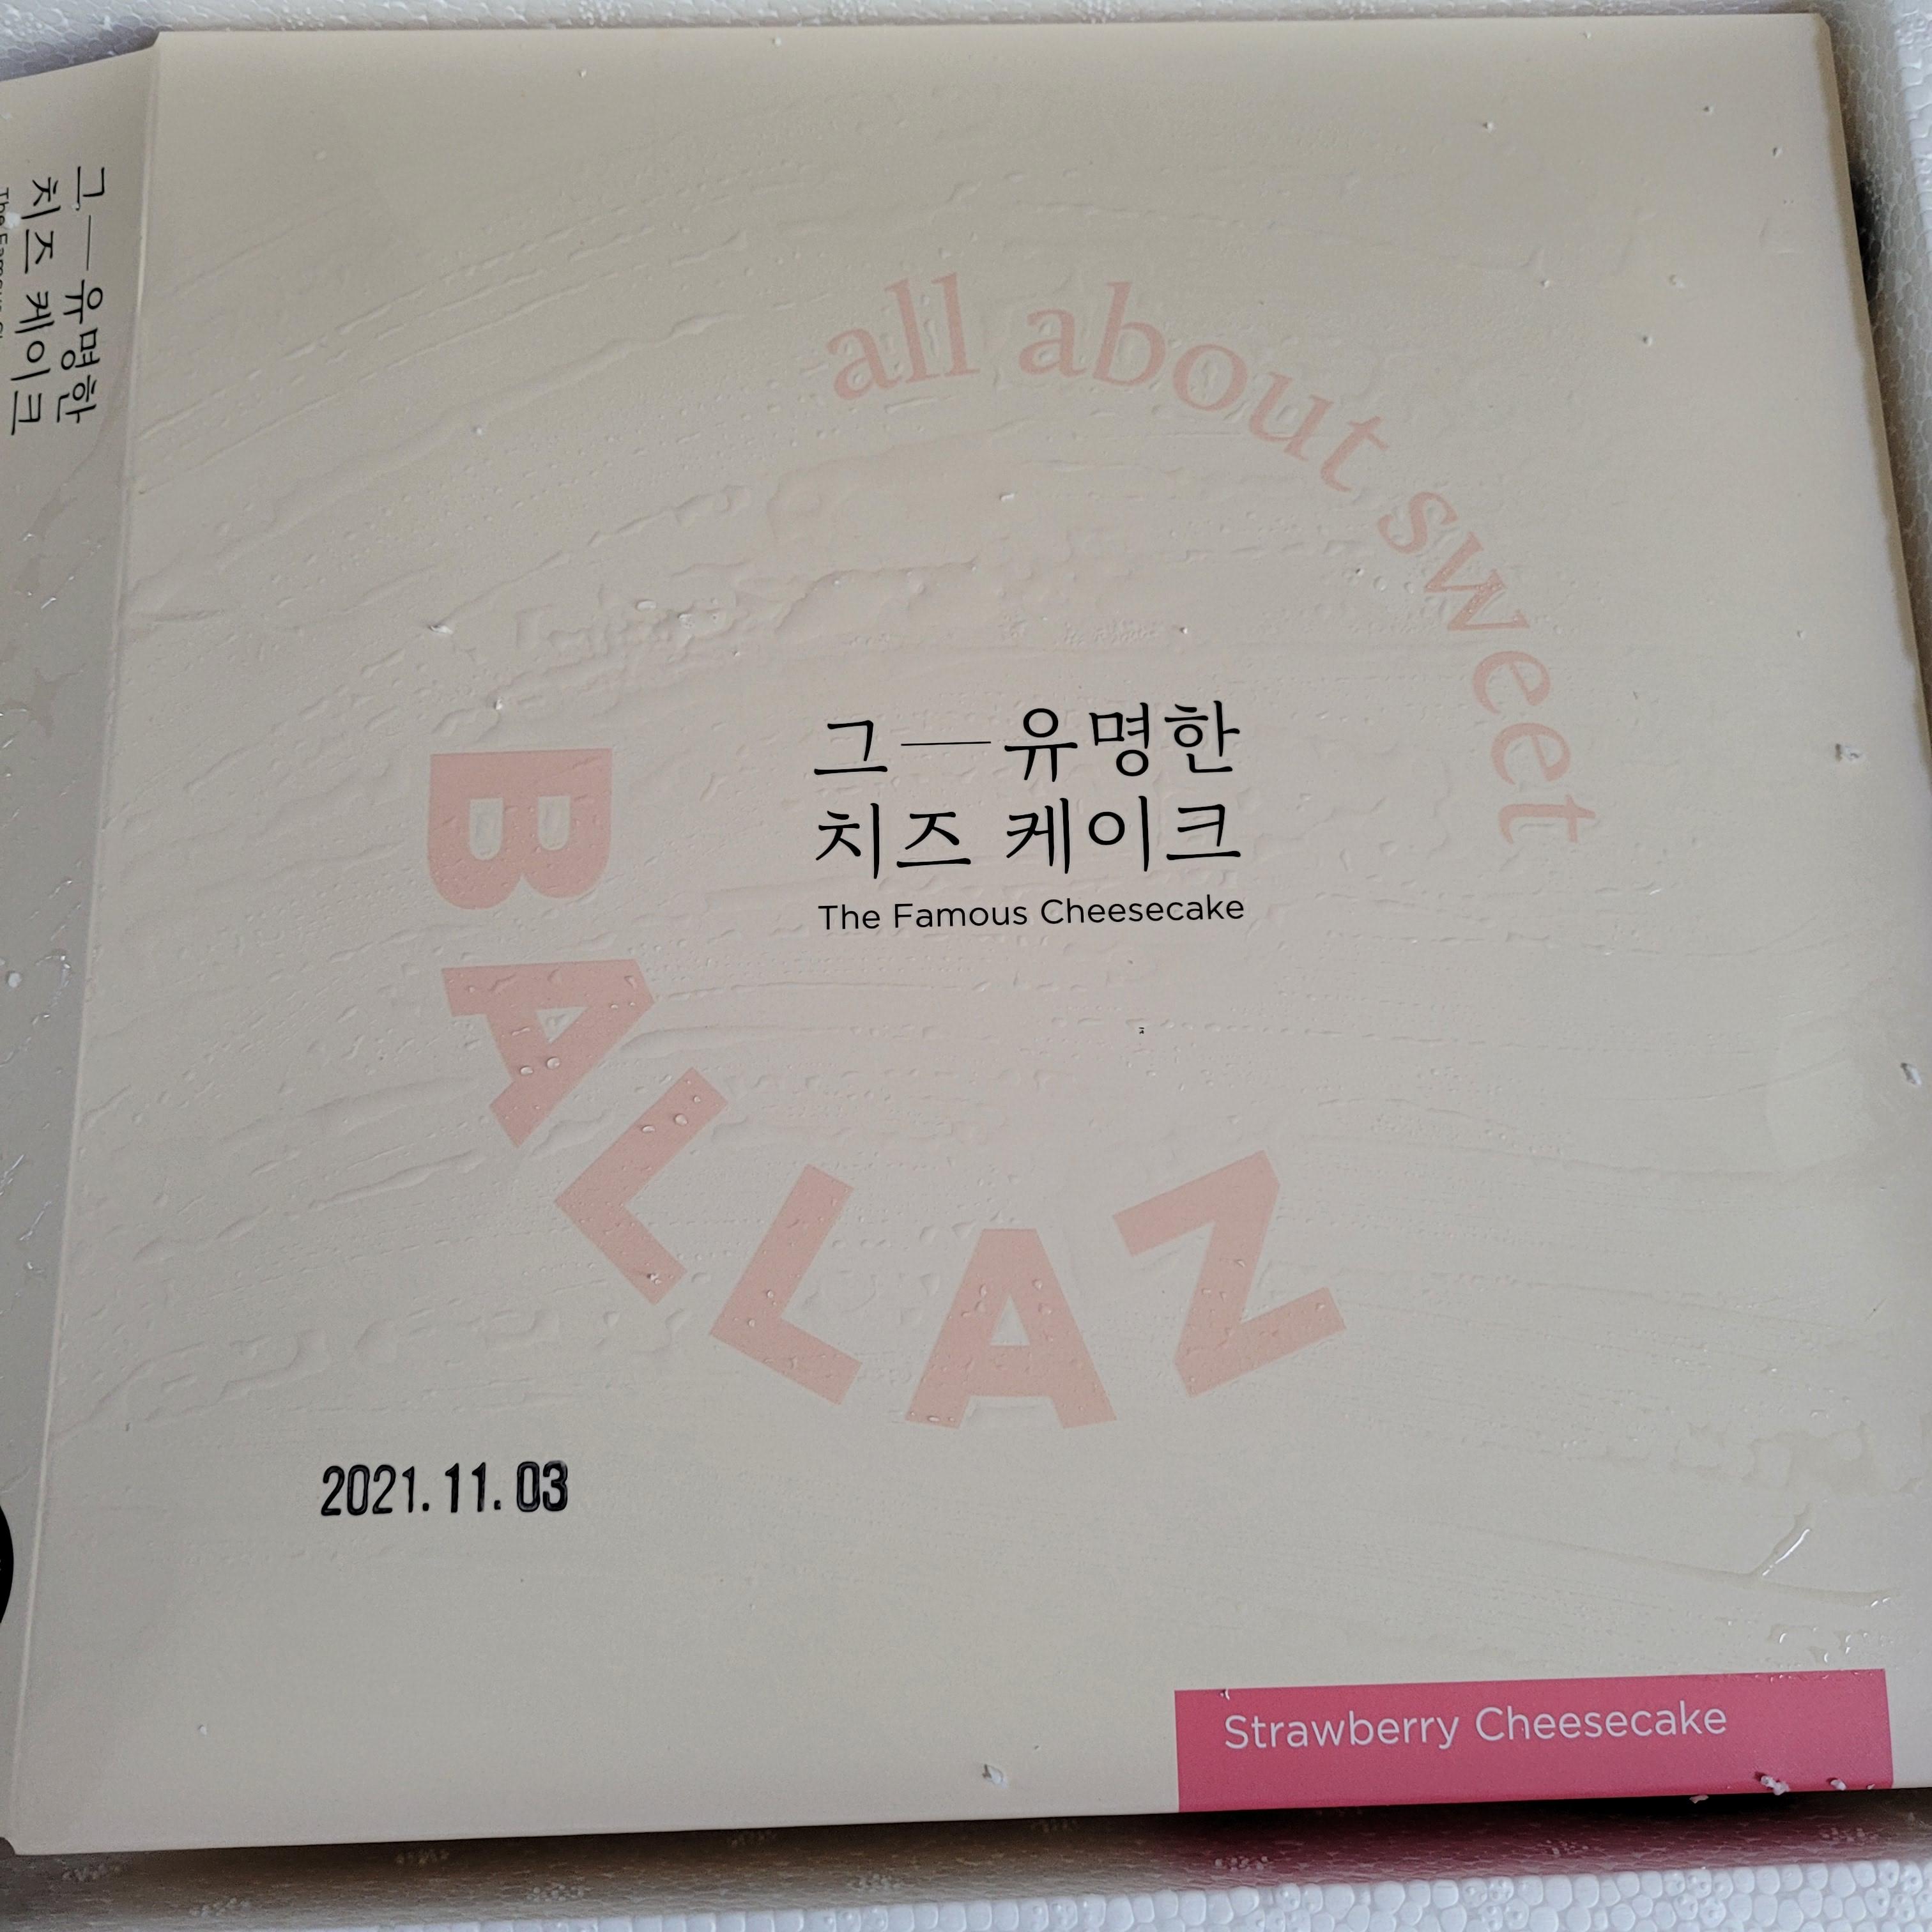 all about sweet
그—유명한
치즈 케이크
The Famous Cheesecake
BALLAZ
2021.11.03
Strawberry Cheesecake
그—유명한
치즈 케이크